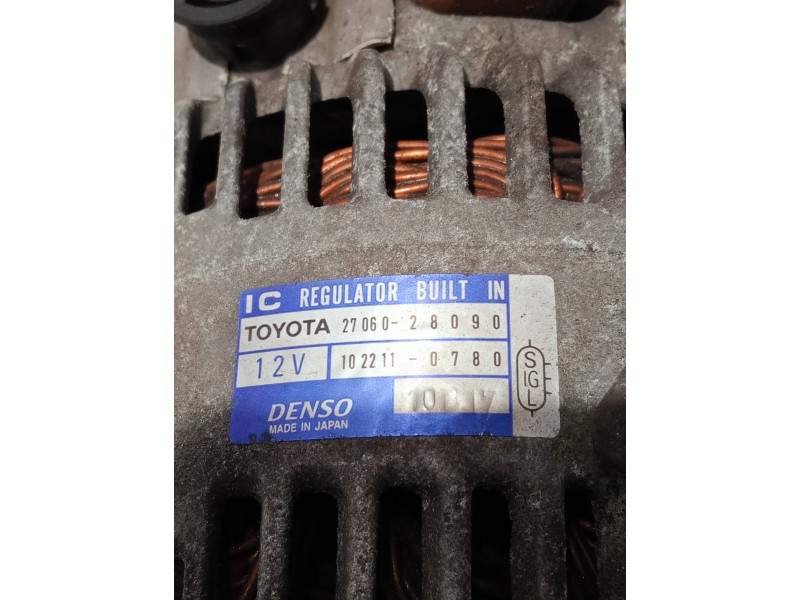 IC REGULATOR BUILT IN
TOYOTA 27060-28090
12V 102211-0780
DENSO
MADE IN JAPAN
S
IG
L